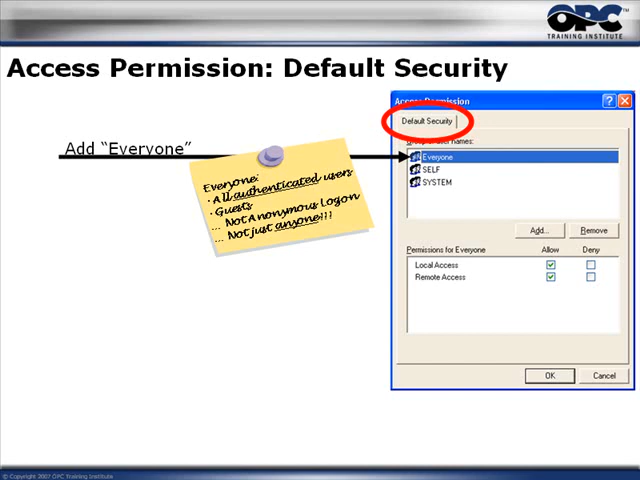 OPC™
TRAINING INSTITUTE
Access Permission: Default Security
Add “Everyone”
Everyone:
• All authenticated users
• Guests
... Not Anonymous Logon
... Not just anyone!!!
Access Permission
Default Security
names:
Everyone
SELF
SYSTEM
Add... Remove
Permissions for Everyone Allow Deny
Local Access
Remote Access
OK Cancel
© Copyright 2007 OPC Training Institute